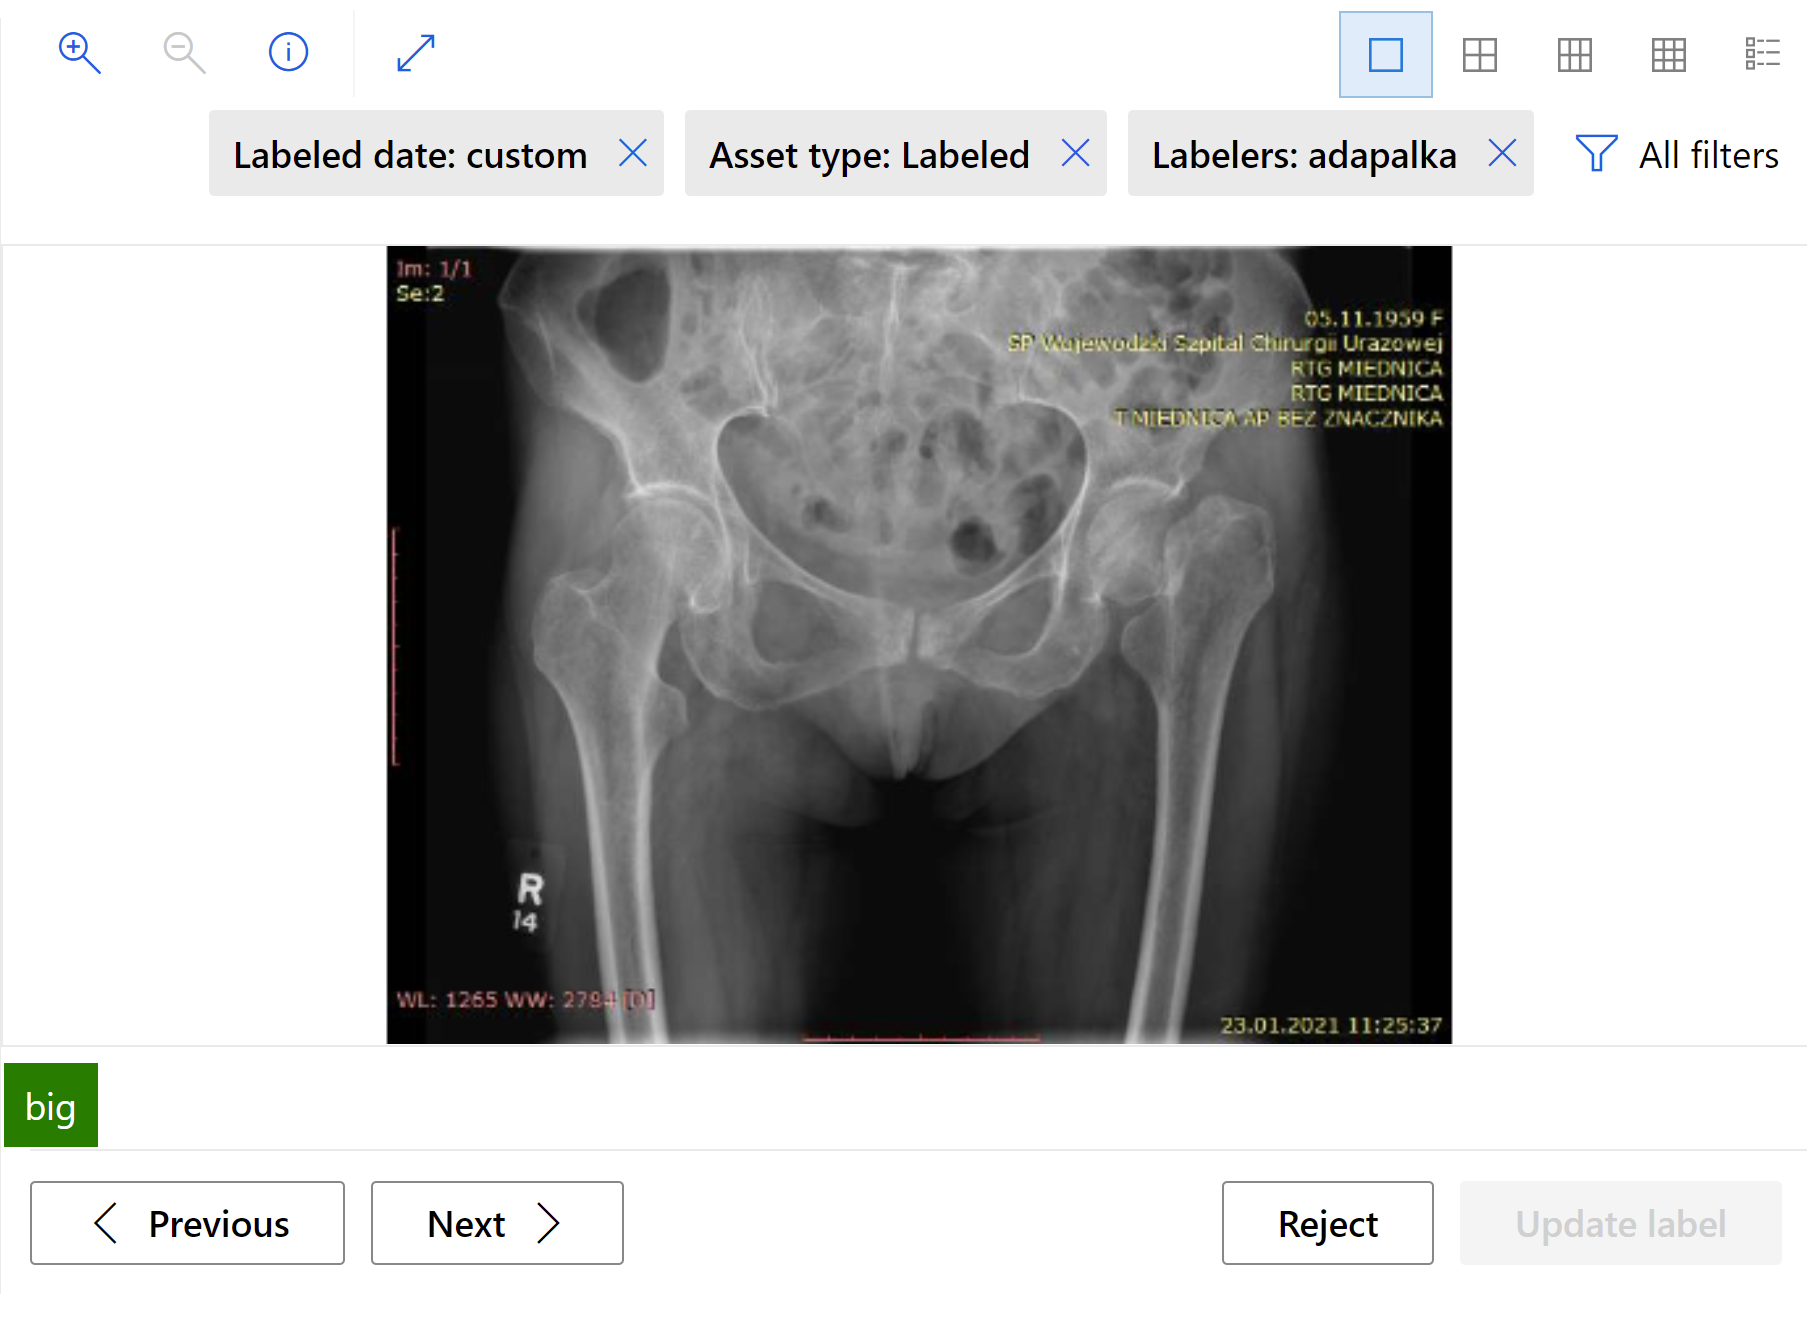 Labeled date: custom
Asset type: Labeled
Labelers: adapalka
All filters
Im: 1/1
Se:2
05.11.1959 F
SP Wojewodzki Szpital Chirurgii Urazowej
RTG MIEDNICA
RTG MIEDNICA
T MIEDNICA AP BEZ ZNACZNIKA
R
14
WL: 1265 WW: 2784 [D]
23.01.2021 11:25:37
big
Previous
Next
Reject
Update label